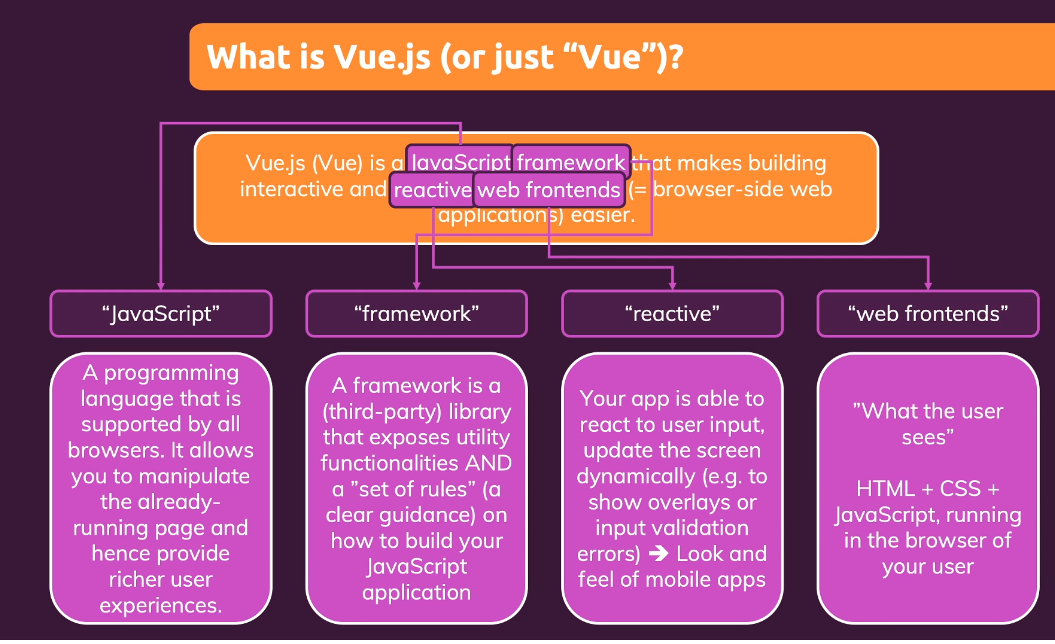 What is Vue.js (or just “Vue”)?
Vue.js (Vue) is a JavaScript framework that makes building
interactive and reactive web frontends (= browser-side web
applications) easier.
“JavaScript”
A programming
language that is
supported by all
browsers. It allows
you to manipulate
the already-
running page and
hence provide
richer user
experiences.
“framework”
A framework is a
(third-party) library
that exposes utility
functionalities AND
a ”set of rules” (a
clear guidance) on
how to build your
JavaScript
application
“reactive”
Your app is able to
react to user input,
update the screen
dynamically (e.g. to
show overlays or
input validation
errors) ➔ Look and
feel of mobile apps
“web frontends”
”What the user
sees”
HTML + CSS +
JavaScript, running
in the browser of
your user